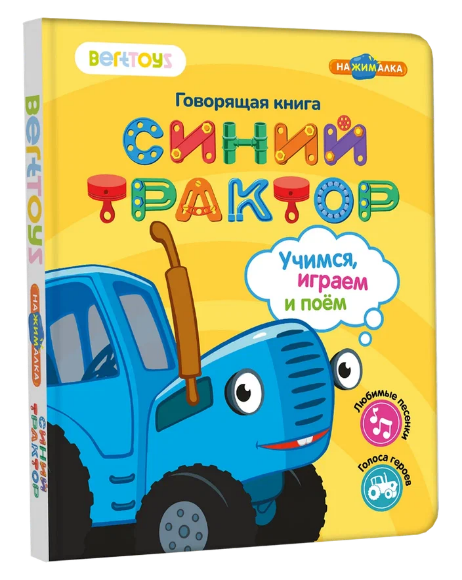 BertToys
НАЖИМАЛКА
Говорящая книга
СИНИЙ
ТРАКТОР
Учимся,
играем
и поём
Любимые песенки
Голоса героев
BertToys
НАЖИМАЛКА
СИНИЙ
ТРАКТОР